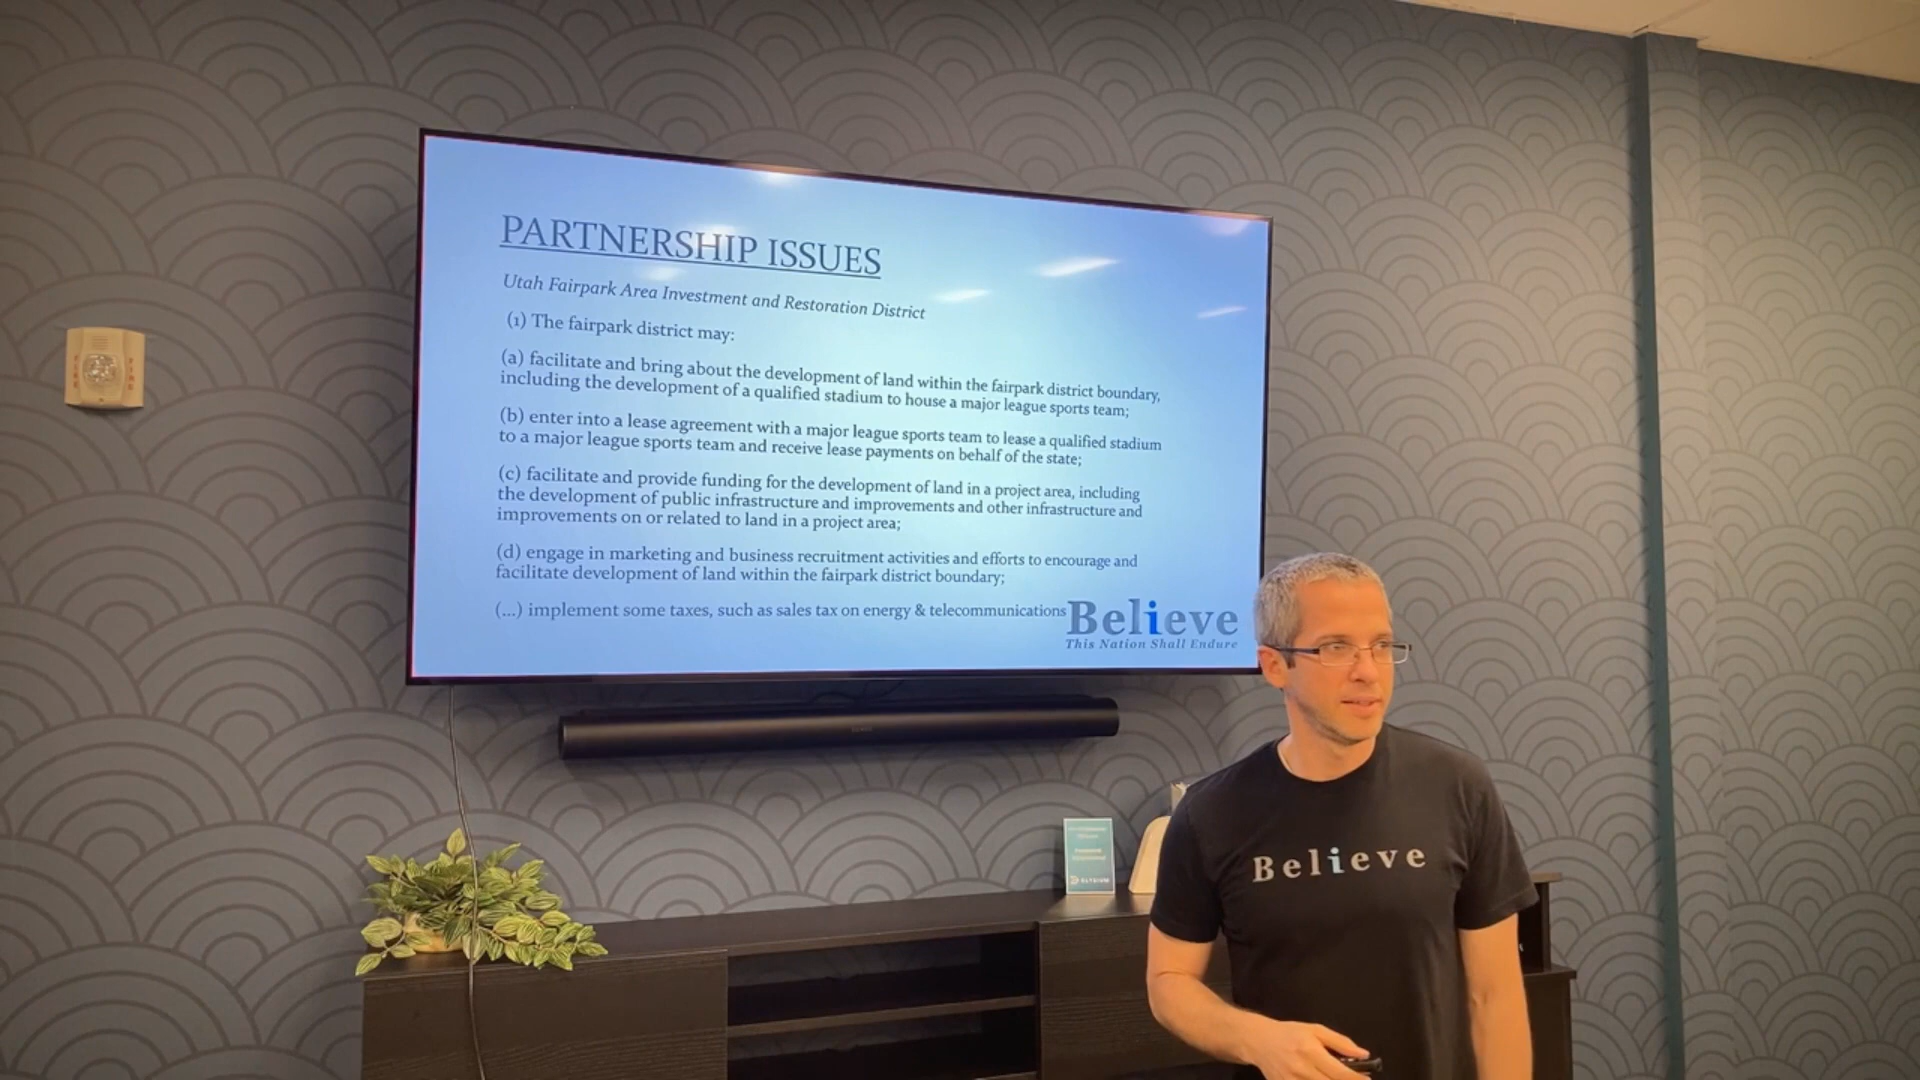 PARTNERSHIP ISSUES
Utah Fairpark Area Investment and Restoration District
(1) The fairpark district may:
(a) facilitate and bring about the development of land within the fairpark district boundary,
including the development of a qualified stadium to house a major league sports team;
(b) enter into a lease agreement with a major league sports team to lease a qualified stadium
to a major league sports team and receive lease payments on behalf of the state;
(c) facilitate and provide funding for the development of land in a project area, including
the development of public infrastructure and improvements and other infrastructure and
improvements on or related to land in a project area;
(d) engage in marketing and business recruitment activities and efforts to encourage and
facilitate development of land within the fairpark district boundary;
(...) implement some taxes, such as sales tax on energy & telecommunications
Believe
This Nation Shall Endure
Believe
FIRE
FIRE
ELYSIUM